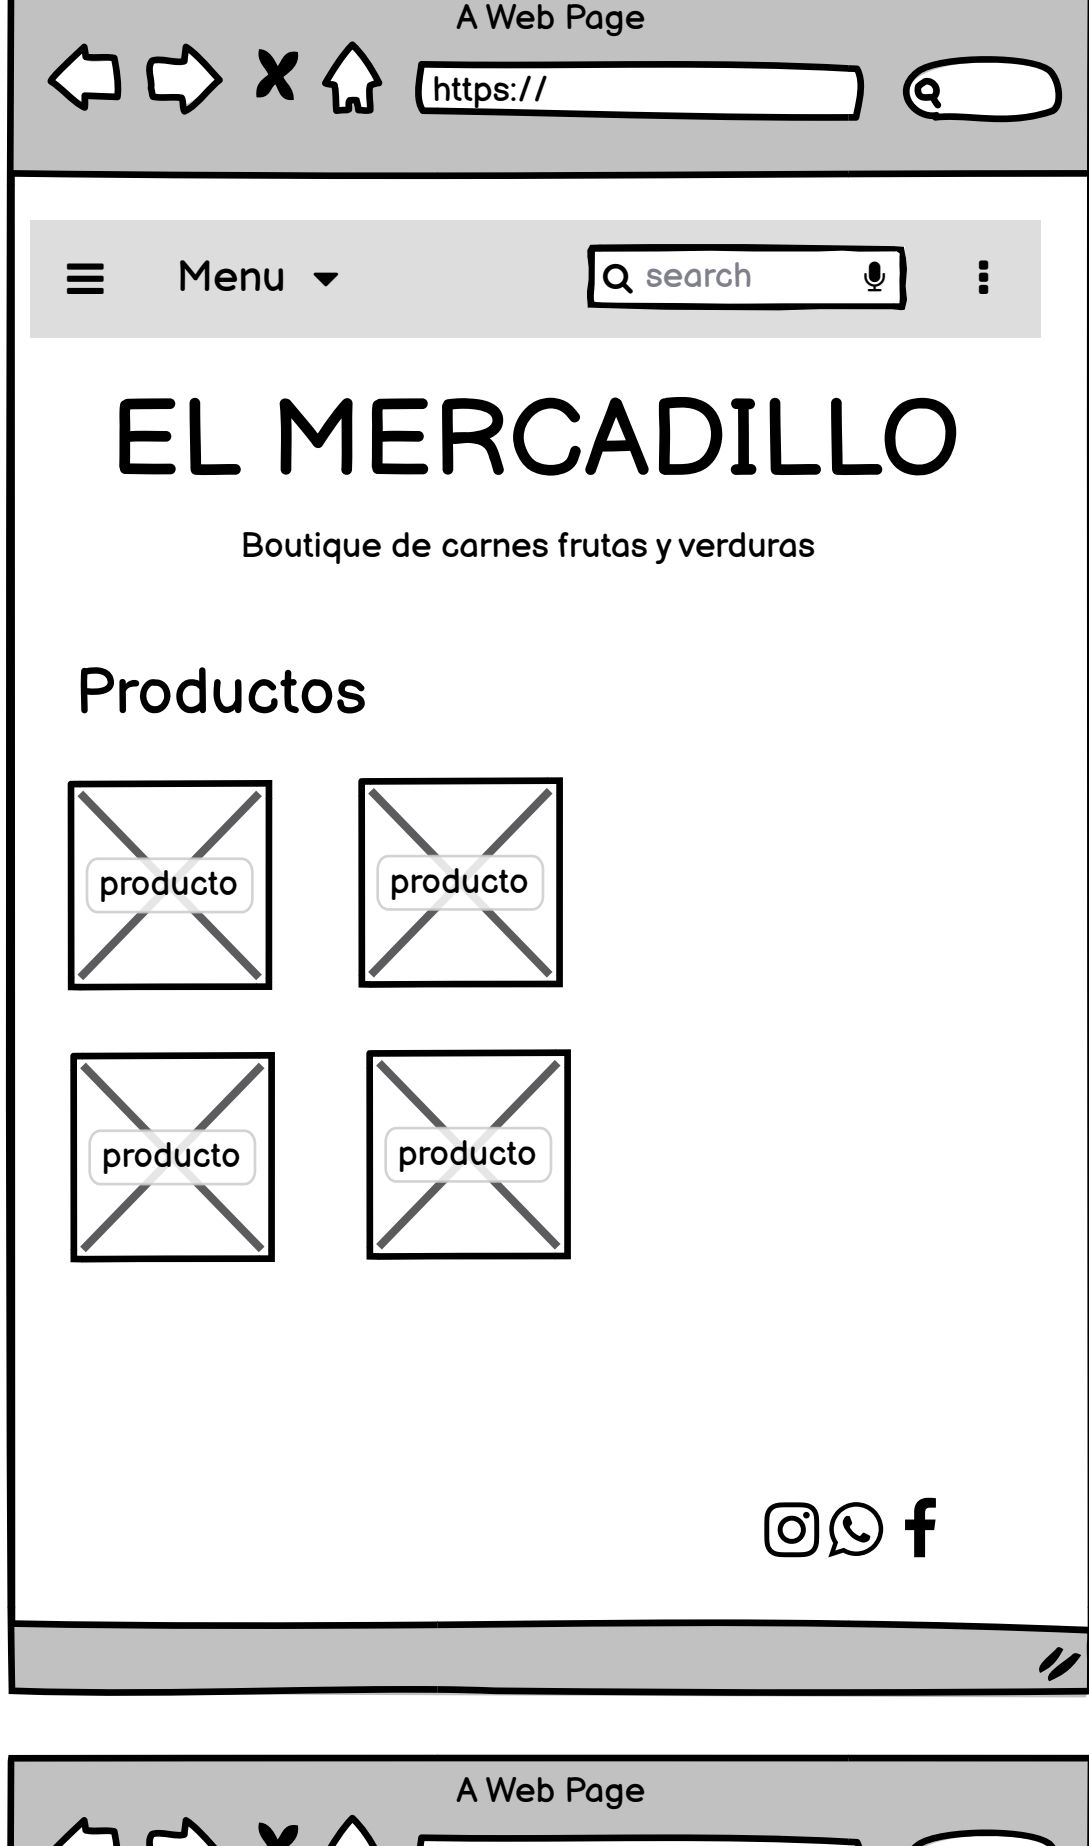 A Web Page
https://
Menu
search
EL MERCADILLO
Boutique de carnes frutas y verduras
Productos
producto
producto
producto
producto
A Web Page